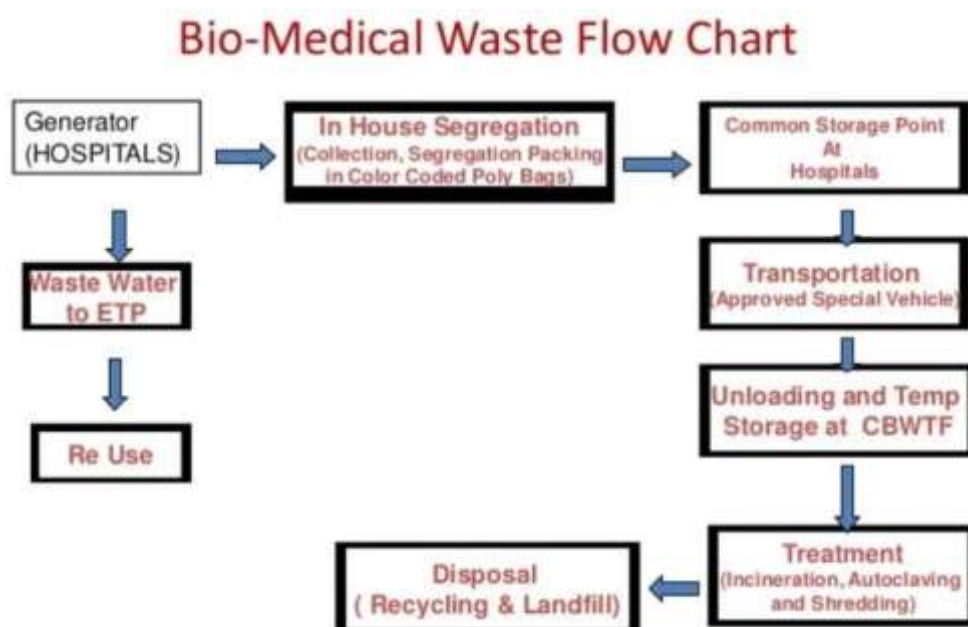 Bio-Medical Waste Flow Chart
Generator
(HOSPITALS)
In House Segregation
(Collection, Segregation Packing
in Color Coded Poly Bags)
Common Storage Point
At
Hospitals
Waste Water
to ETP
Transportation
(Approved Special Vehicle)
Unloading and Temp
Storage at CBWTF
Re Use
Treatment
(Incineration, Autoclaving
and Shredding)
Disposal
( Recycling & Landfill)